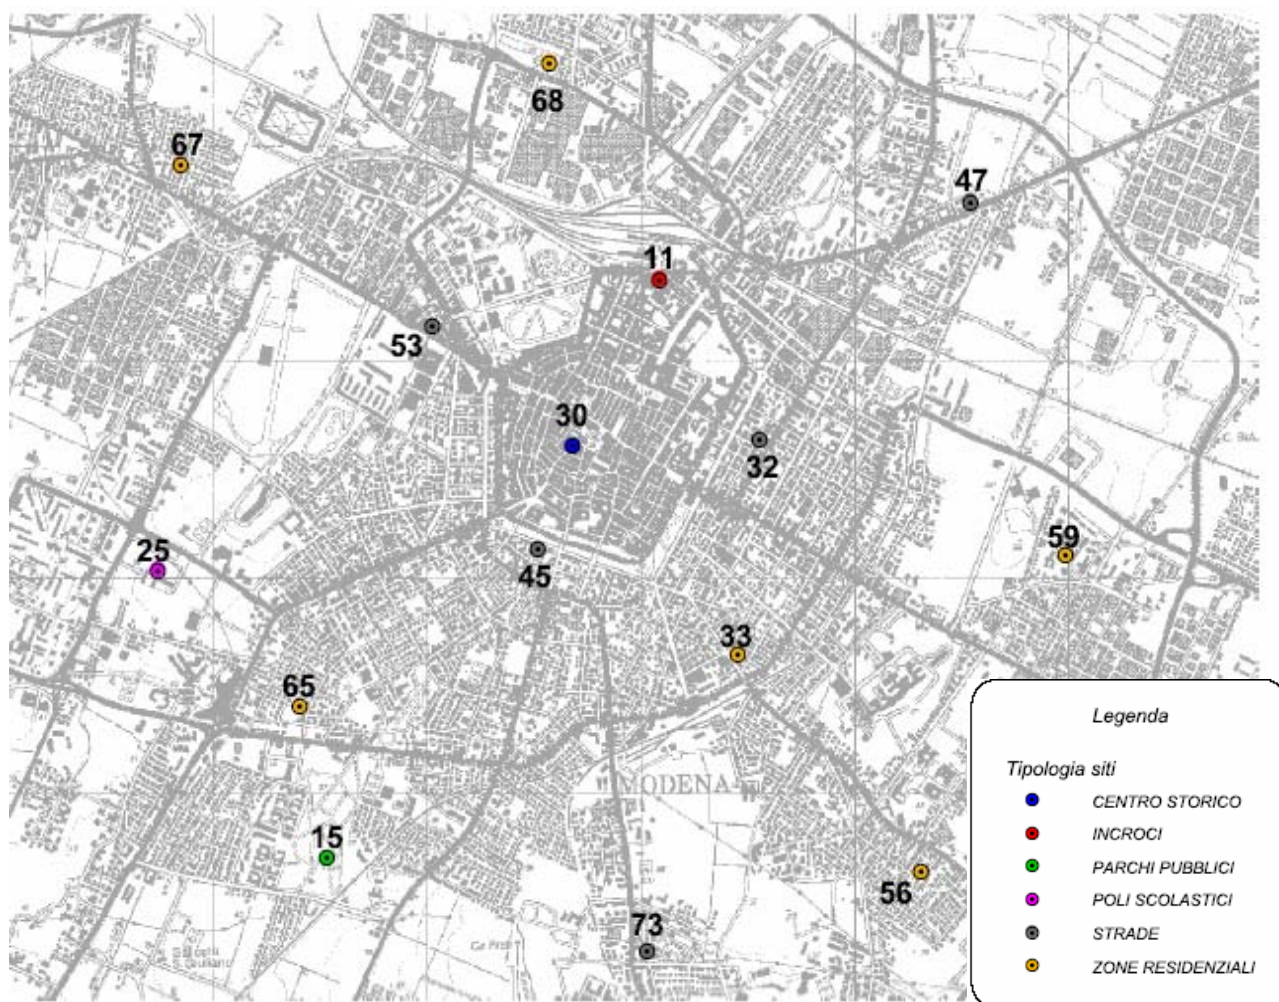 68
67
47
11
53
30
32
25
59
45
33
65
MODENA
15
56
73
Legenda
Tipologia siti
CENTRO STORICO
INCROCI
PARCHI PUBBLICI
POLI SCOLASTICI
STRADE
ZONE RESIDENZIALI